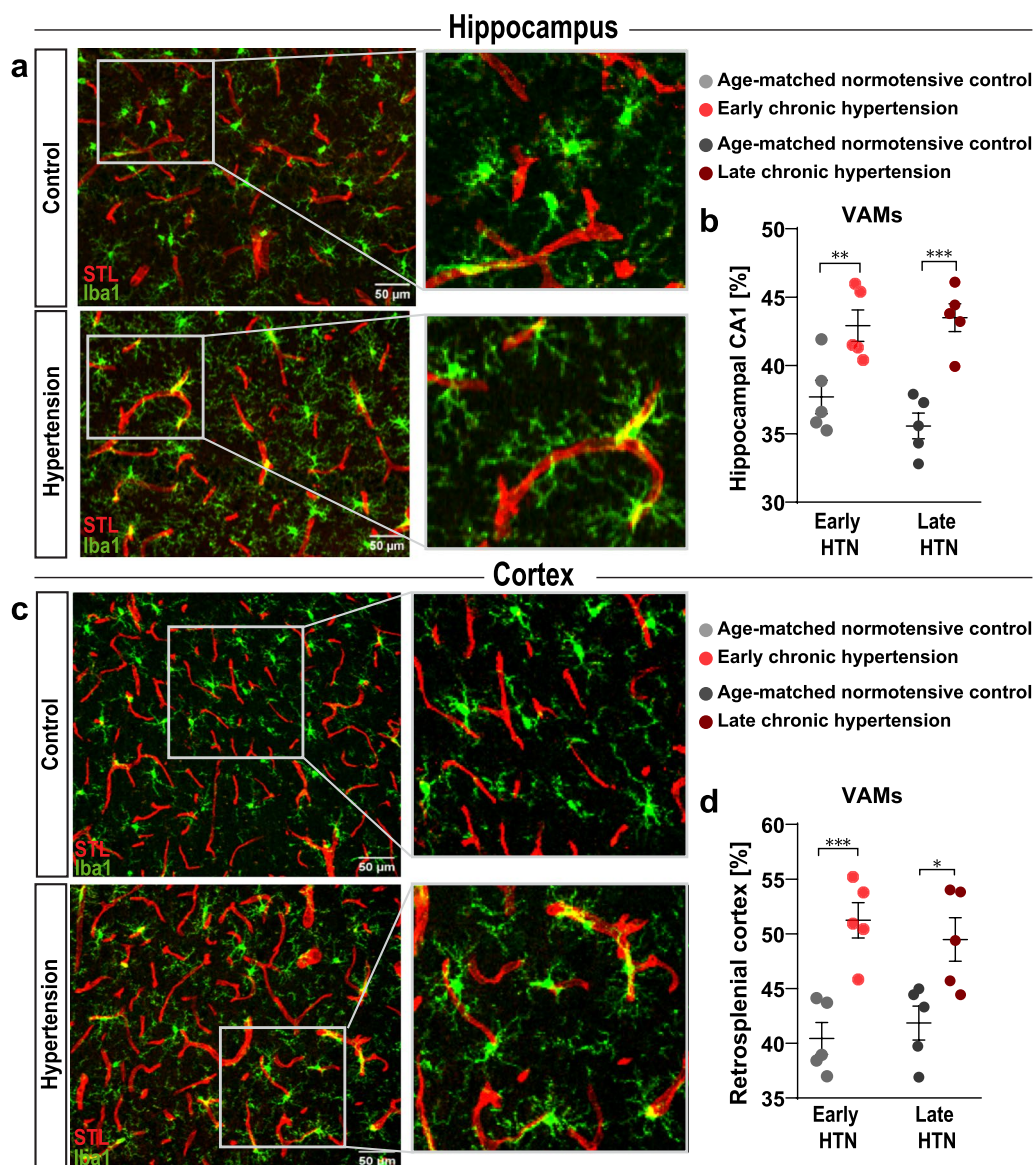 Hippocampus
a
Control
STL
Iba1
50 µm
Hypertension
STL
Iba1
50 µm
Age-matched normotensive control
Early chronic hypertension
Age-matched normotensive control
Late chronic hypertension
b
VAMs
Hippocampal CA1 [%]
50
45
40
35
30
**
***
Early
HTN
Late
HTN
Cortex
c
Control
STL
Iba1
50 µm
Hypertension
STL
Iba1
50 µm
Age-matched normotensive control
Early chronic hypertension
Age-matched normotensive control
Late chronic hypertension
d
VAMs
Retrosplenial cortex [%]
60
55
50
45
40
35
***
*
Early
HTN
Late
HTN